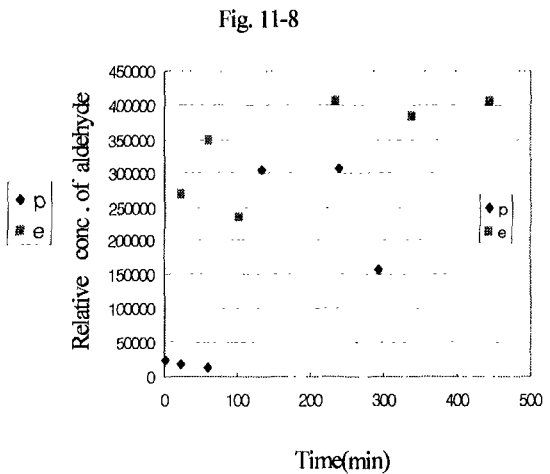 Fig. 11-8
Relative conc. of aldehyde
450000
400000
350000
300000
250000
200000
150000
100000
50000
0
0 100 200 300 400 500
Time(min)
p
e
p
e